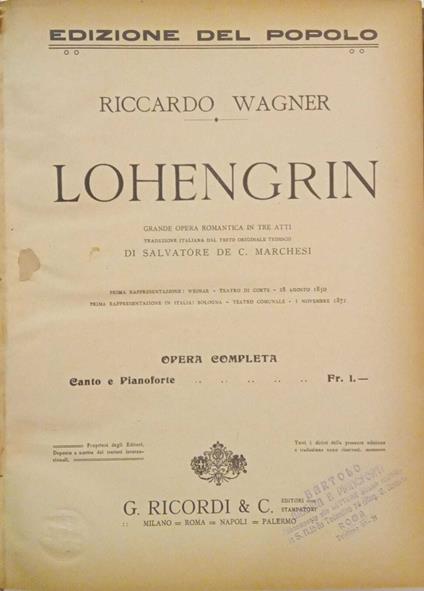 EDIZIONE DEL POPOLO
RICCARDO WAGNER
LOHENGRIN
GRANDE OPERA ROMANTICA IN TRE ATTI
TRADUZIONE ITALIANA DAL TESTO ORIGINALE TEDESCO
DI SALVATORE DE C. MARCHESI
PRIMA RAPPRESENTAZIONE: WEIMAR - TEATRO DI CORTE - 28 AGOSTO 1850
PRIMA RAPPRESENTAZIONE IN ITALIA: BOLOGNA - TEATRO COMUNALE - 1 NOVEMBRE 1871
OPERA COMPLETA
Canto e Pianoforte .. .. .. .. .. Fr. 1.—
Proprietà degli Editori.
Deposto a norma dei trattati internazionali.
Tutti i diritti della presente edizione
e traduzione sono riservati.
G. RICORDI & C.
EDITORI
STAMPATORI
:: MILANO = ROMA = NAPOLI = PALERMO
BARTOLO
ROMA